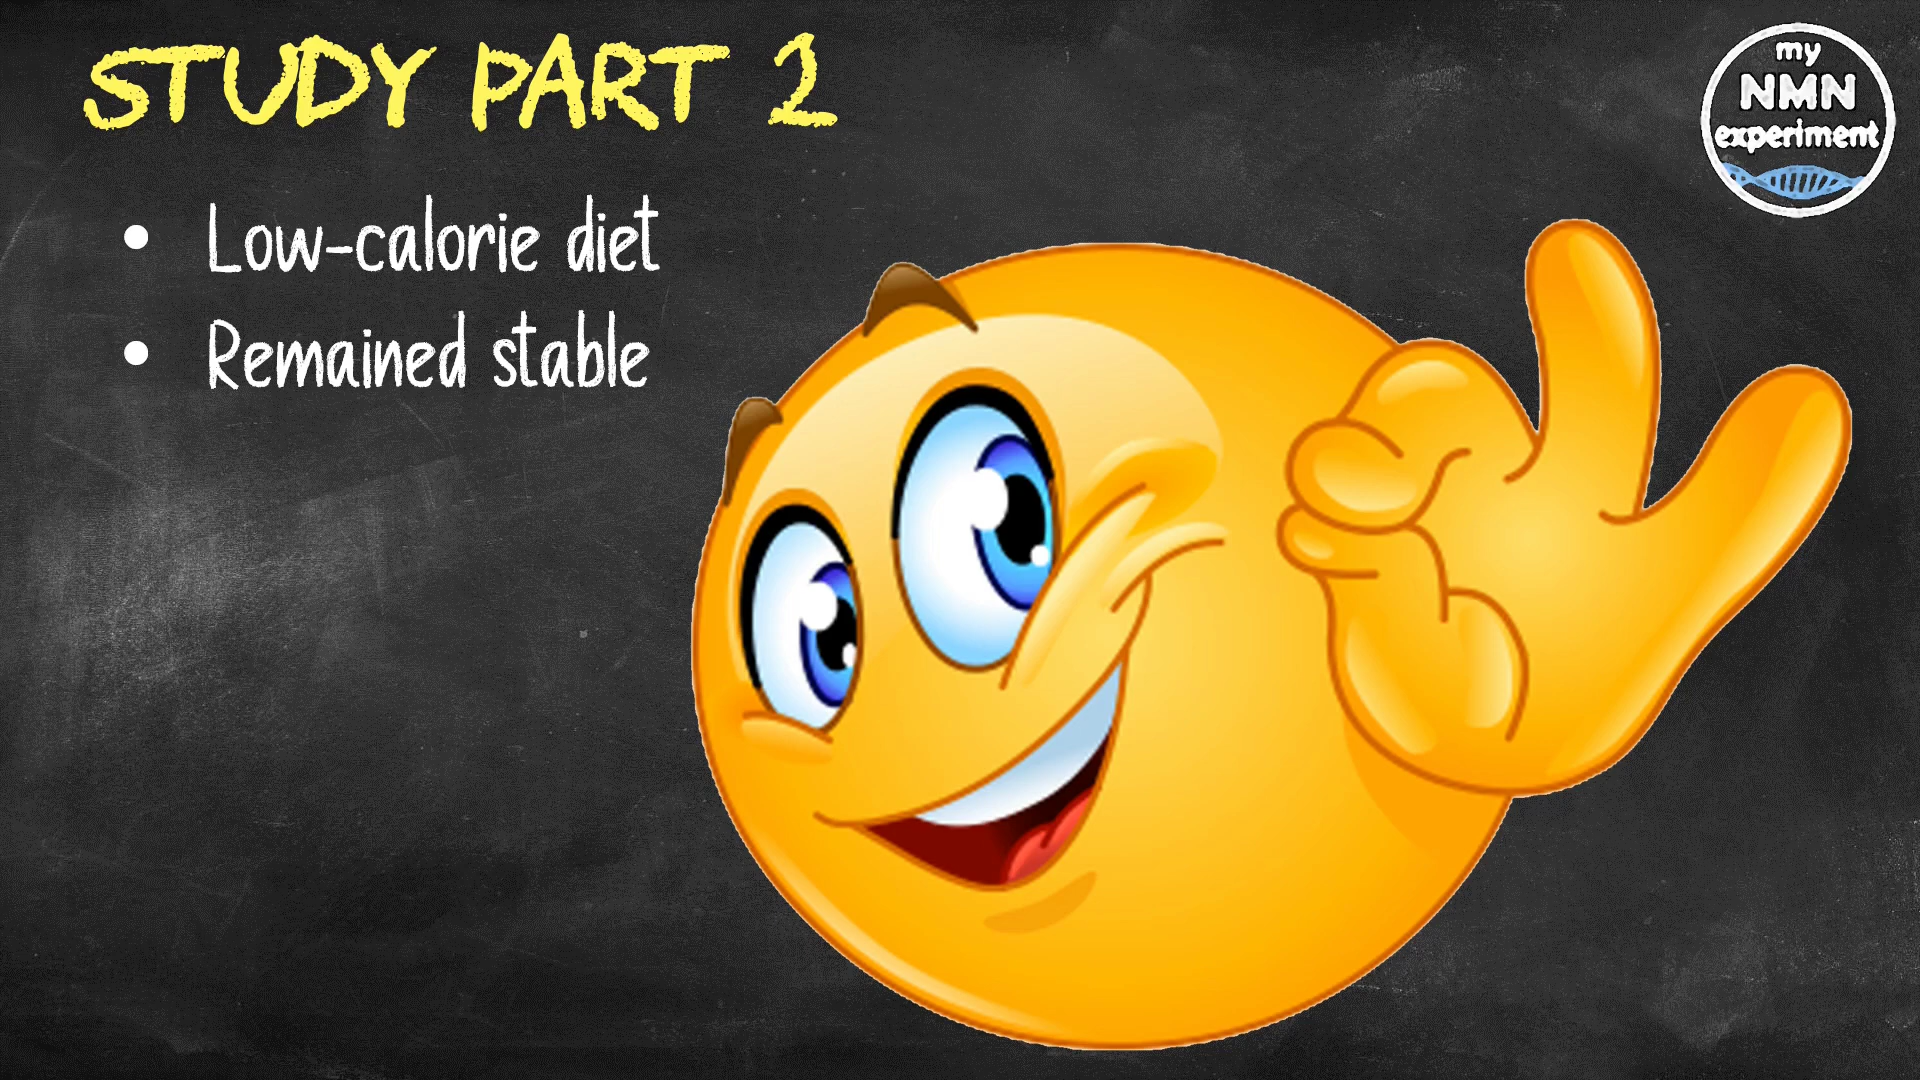 STUDY PART 2
my
NMN
experiment
• Low-calorie diet
• Remained stable